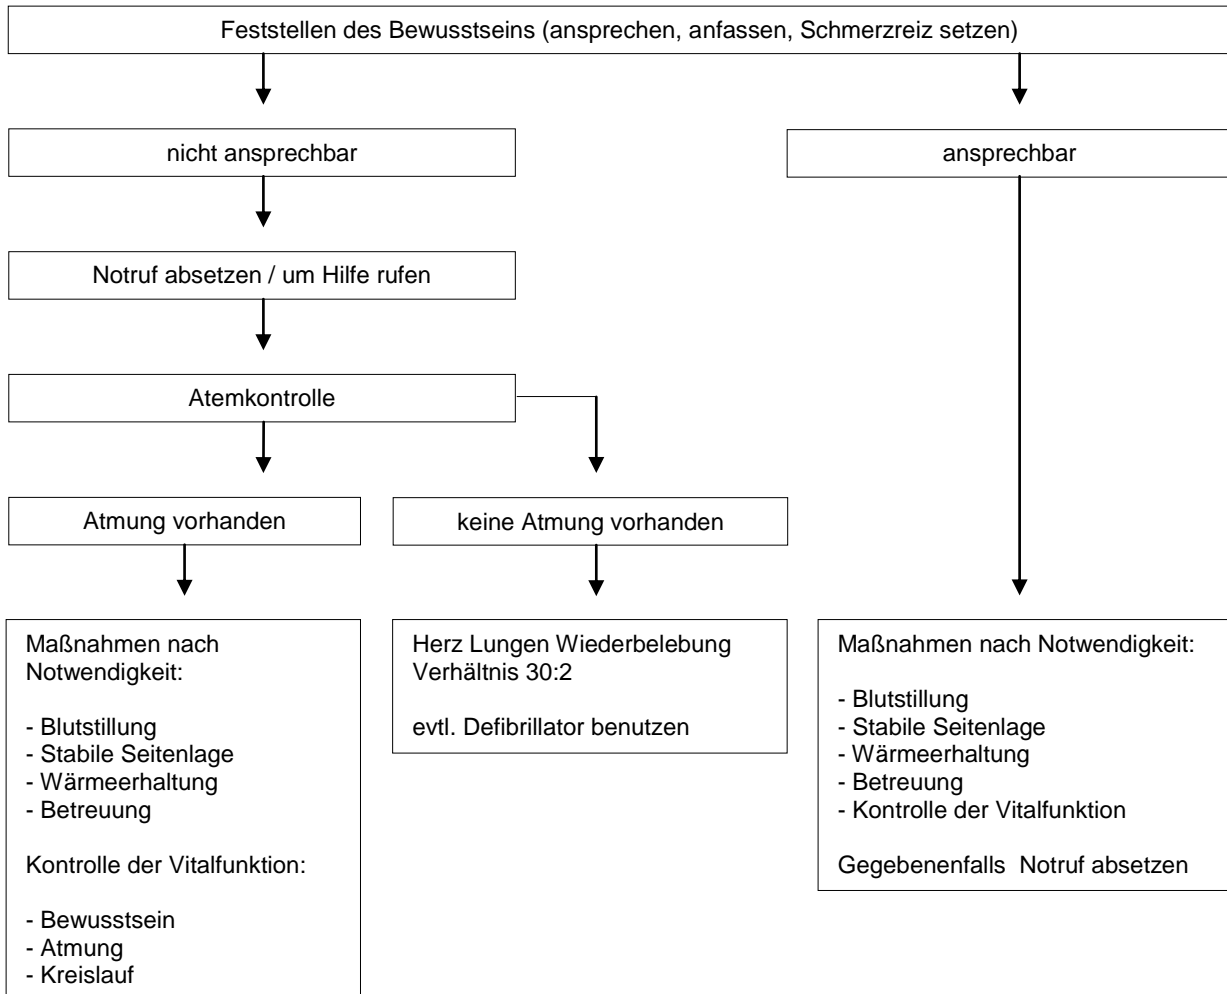 Feststellen des Bewusstseins (ansprechen, anfassen, Schmerzreiz setzen)
nicht ansprechbar
ansprechbar
Notruf absetzen / um Hilfe rufen
Atemkontrolle
Atmung vorhanden
keine Atmung vorhanden
Maßnahmen nach
Notwendigkeit:
- Blutstillung
- Stabile Seitenlage
- Wärmeerhaltung
- Betreuung
Kontrolle der Vitalfunktion:
- Bewusstsein
- Atmung
- Kreislauf
Herz Lungen Wiederbelebung
Verhältnis 30:2
evtl. Defibrillator benutzen
Maßnahmen nach Notwendigkeit:
- Blutstillung
- Stabile Seitenlage
- Wärmeerhaltung
- Betreuung
- Kontrolle der Vitalfunktion
Gegebenenfalls  Notruf absetzen